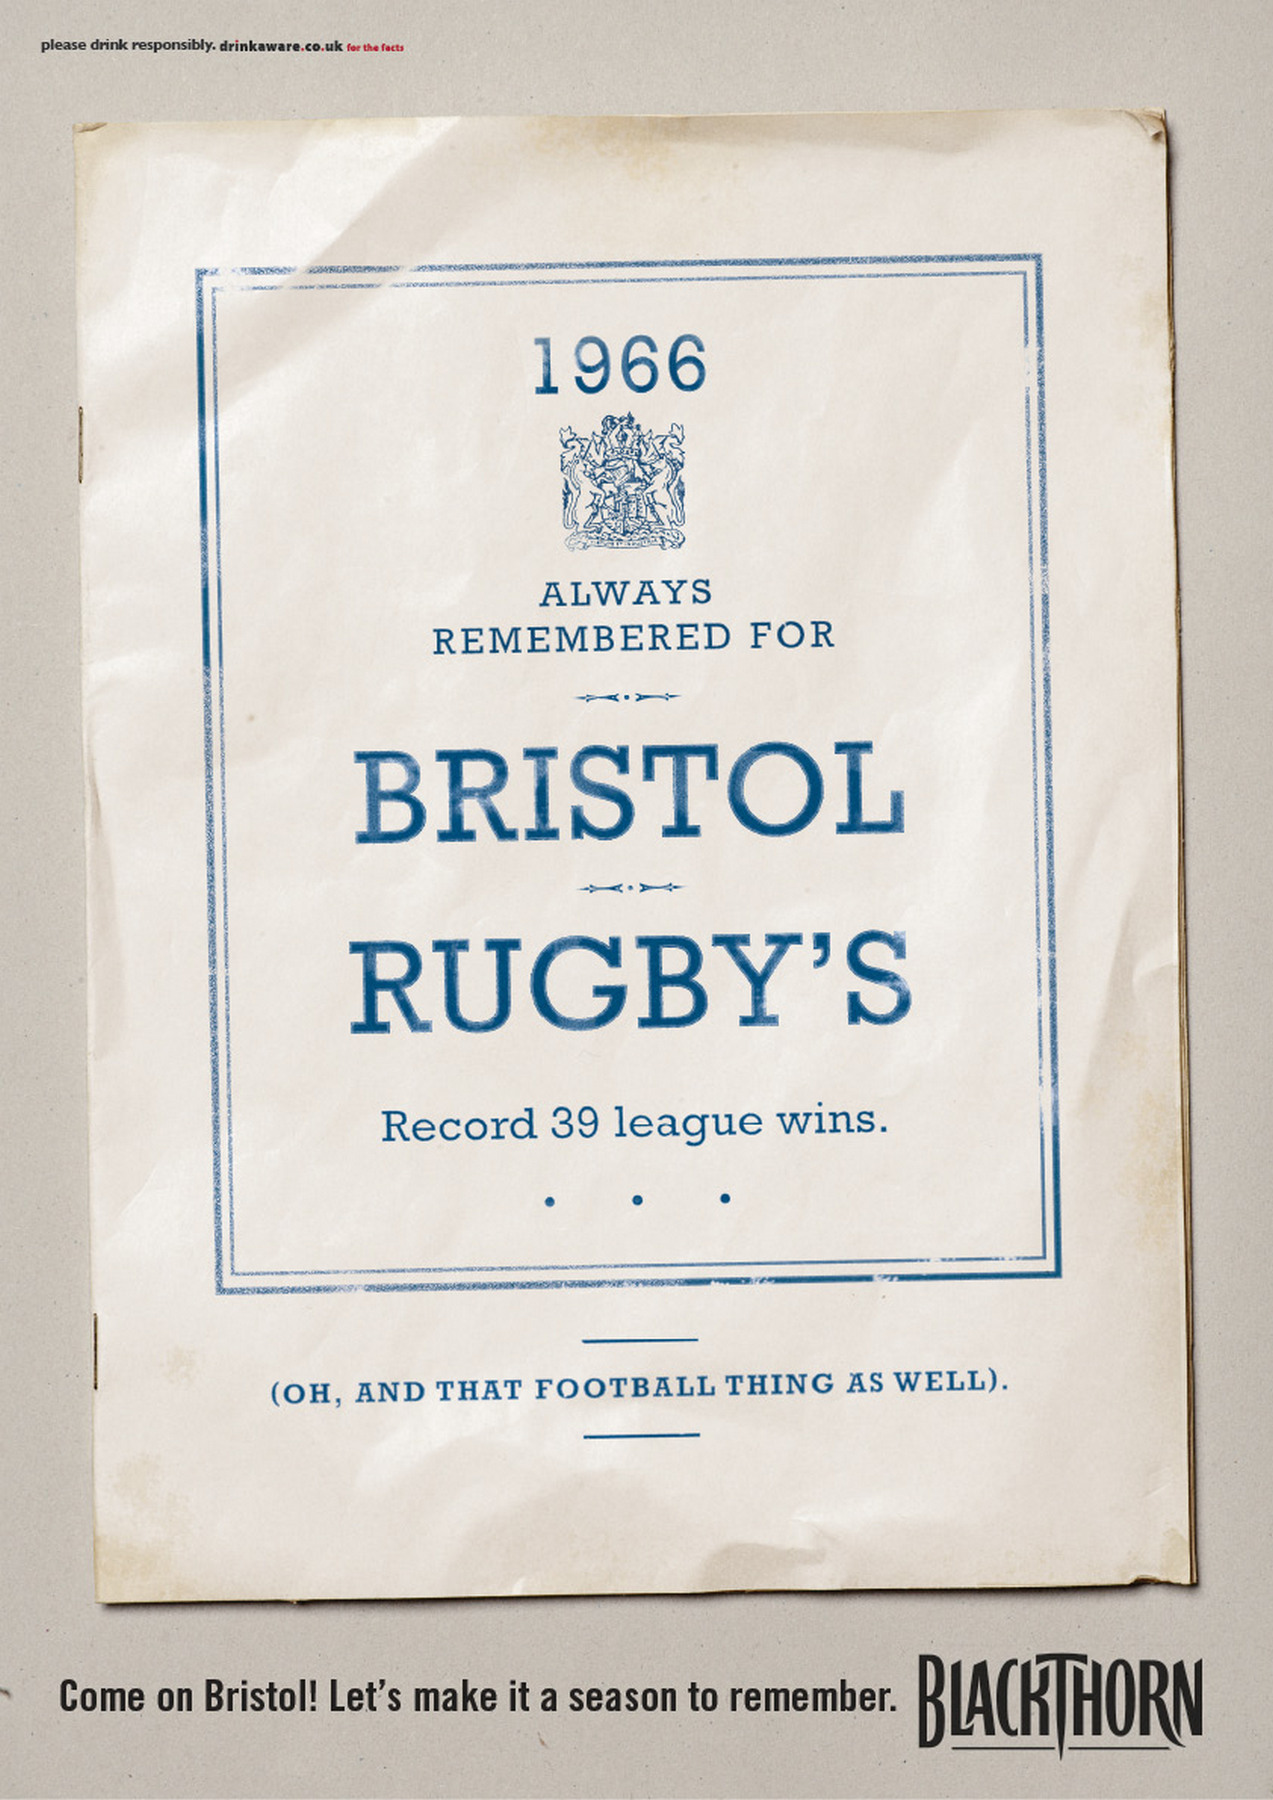 please drink responsibly. drinkaware.co.uk for the facts
1966
ALWAYS
REMEMBERED FOR
BRISTOL
RUGBY'S
Record 39 league wins.
(OH, AND THAT FOOTBALL THING AS WELL).
Come on Bristol! Let's make it a season to remember. BLACKTHORN